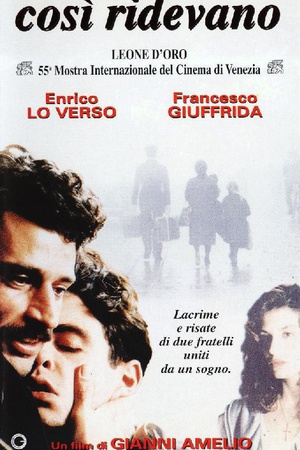 così ridevano
LEONE D'ORO
55ª Mostra Internazionale del Cinema di Venezia
Enrico
LO VERSO
Francesco
GIUFFRIDA
Lacrime
e risate
di due fratelli
uniti
da un sogno.
Un film di GIANNI AMELIO